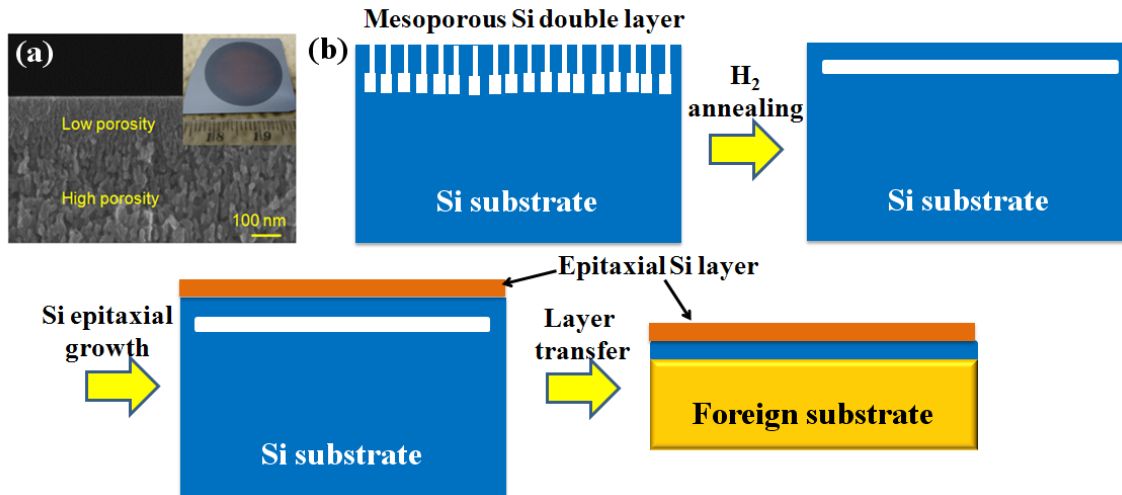 (a)
Low porosity
High porosity
100 nm
18 19
(b)
Mesoporous Si double layer
Si substrate
H2
annealing
Si substrate
Si epitaxial
growth
Epitaxial Si layer
Si substrate
Layer
transfer
Foreign substrate